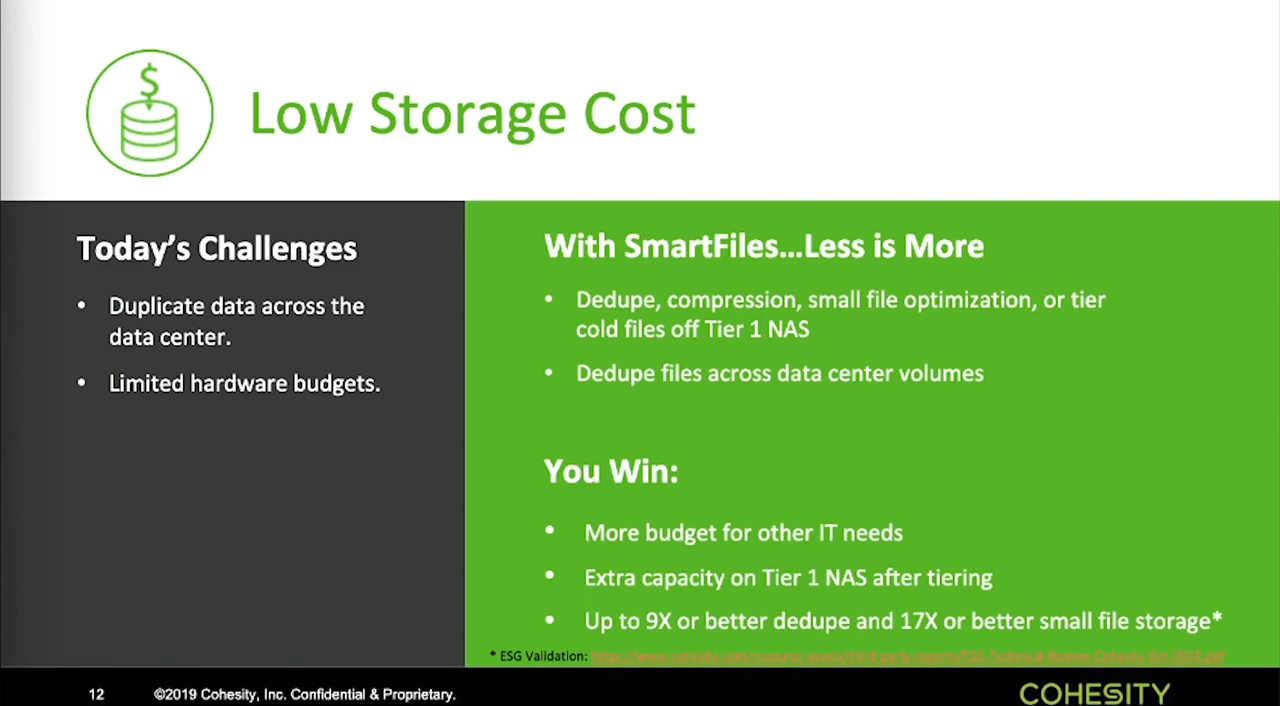 $
Low Storage Cost
Today's Challenges
• Duplicate data across the
data center.
• Limited hardware budgets.
With SmartFiles...Less is More
• Dedupe, compression, small file optimization, or tier
cold files off Tier 1 NAS
• Dedupe files across data center volumes
You Win:
• More budget for other IT needs
• Extra capacity on Tier 1 NAS after tiering
• Up to 9X or better dedupe and 17X or better small file storage*
* ESG Validation:
12 ©2019 Cohesity, Inc. Confidential & Proprietary.
COHESITY